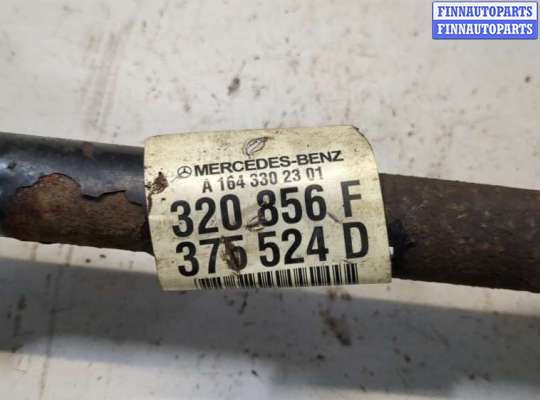 FINNAUTOPARTS
FINNAUTOPARTS
MERCEDES-BENZ
A 164 330 23 01
320 856 F
375 524 D